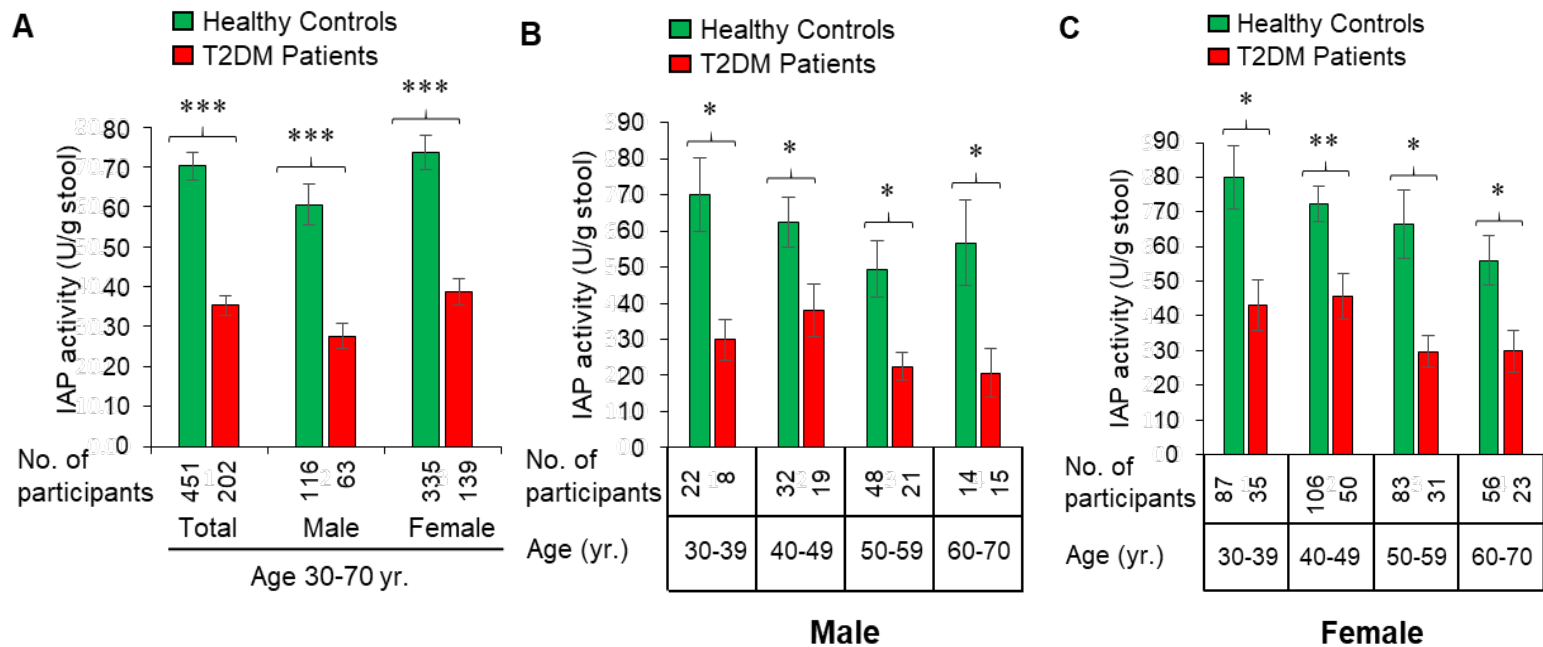 A
Healthy Controls
T2DM Patients
***
***
***
IAP activity (U/g stool)
80
70
60
50
40
30
20
10
0
No. of participants
451 202 116 63 335 139
Total Male Female
Age 30-70 yr.
B
Healthy Controls
T2DM Patients
*
*
*
*
IAP activity (U/g stool)
90
80
70
60
50
40
30
20
10
0
No. of participants
22 8 32 19 48 21 14 15
Age (yr.) 30-39 40-49 50-59 60-70
Male
C
Healthy Controls
T2DM Patients
*
**
*
*
IAP activity (U/g stool)
90
80
70
60
50
40
30
20
10
0
No. of participants
87 35 106 50 83 31 56 23
Age (yr.) 30-39 40-49 50-59 60-70
Female